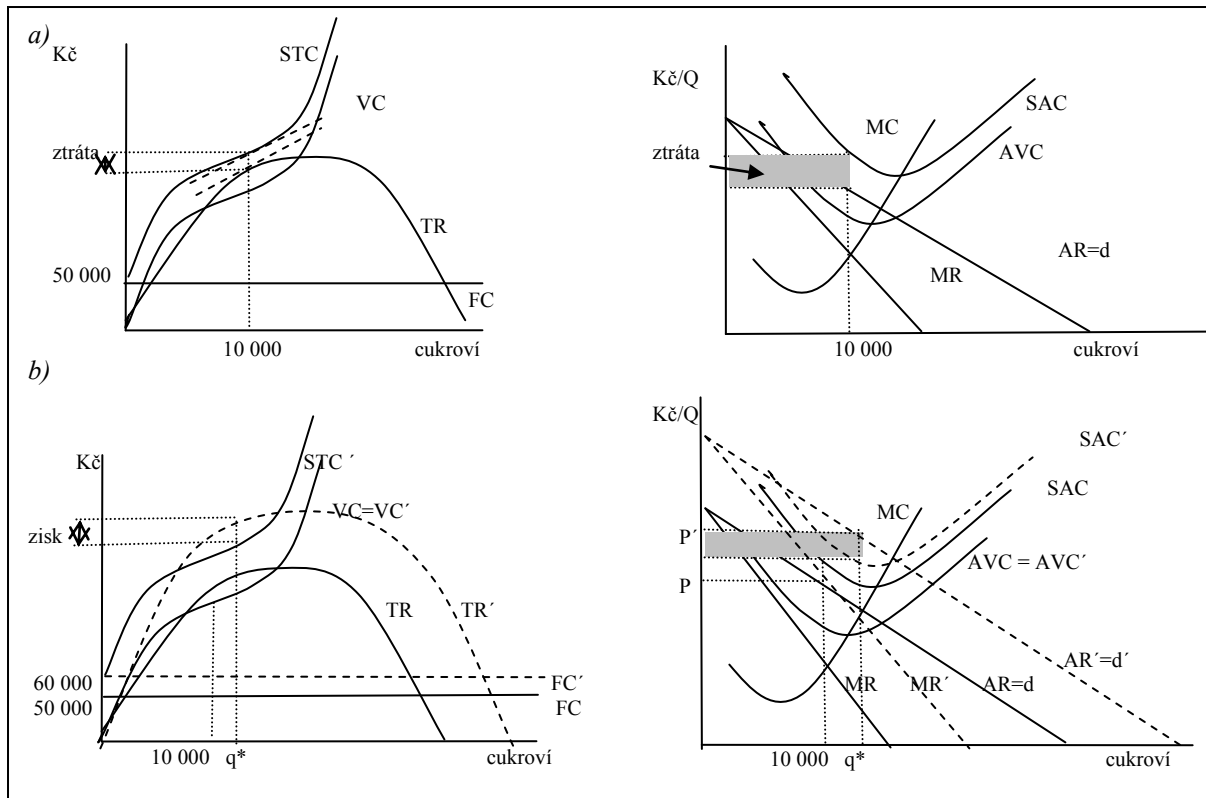 a)
Kč
STC
VC
ztráta
TR
50 000
FC
10 000
cukroví
Kč/Q
MC
SAC
AVC
ztráta
AR=d
MR
10 000
cukroví
b)
Kč
STC ´
VC=VC´
zisk
TR
TR´
60 000
FC´
50 000
FC
10 000
q*
cukroví
Kč/Q
SAC´
SAC
MC
P´
AVC = AVC´
P
AR´=d´
MR
MR´
AR=d
10 000
q*
cukroví